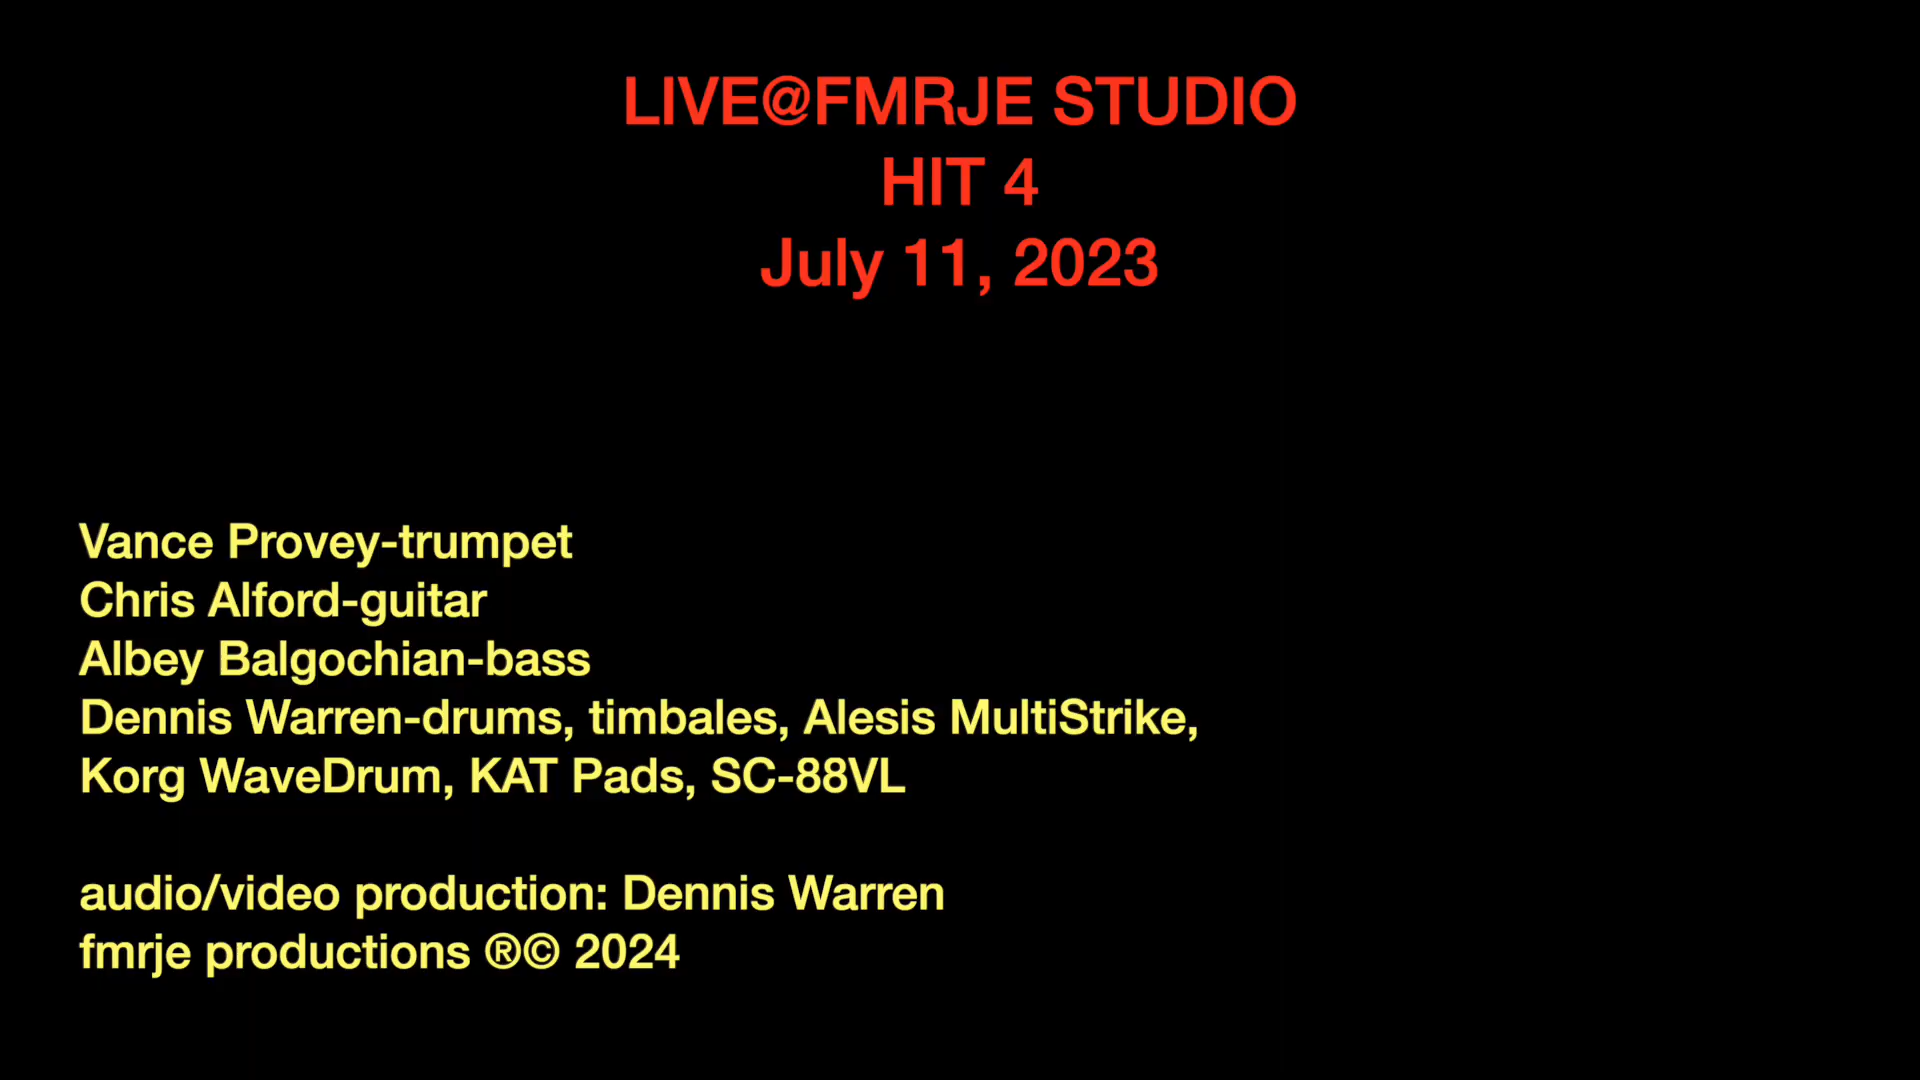 LIVE@FMRJE STUDIO
HIT 4
July 11, 2023
Vance Provey-trumpet
Chris Alford-guitar
Albey Balgochian-bass
Dennis Warren-drums, timbales, Alesis MultiStrike,
Korg WaveDrum, KAT Pads, SC-88VL
audio/video production: Dennis Warren
fmrje productions ®© 2024